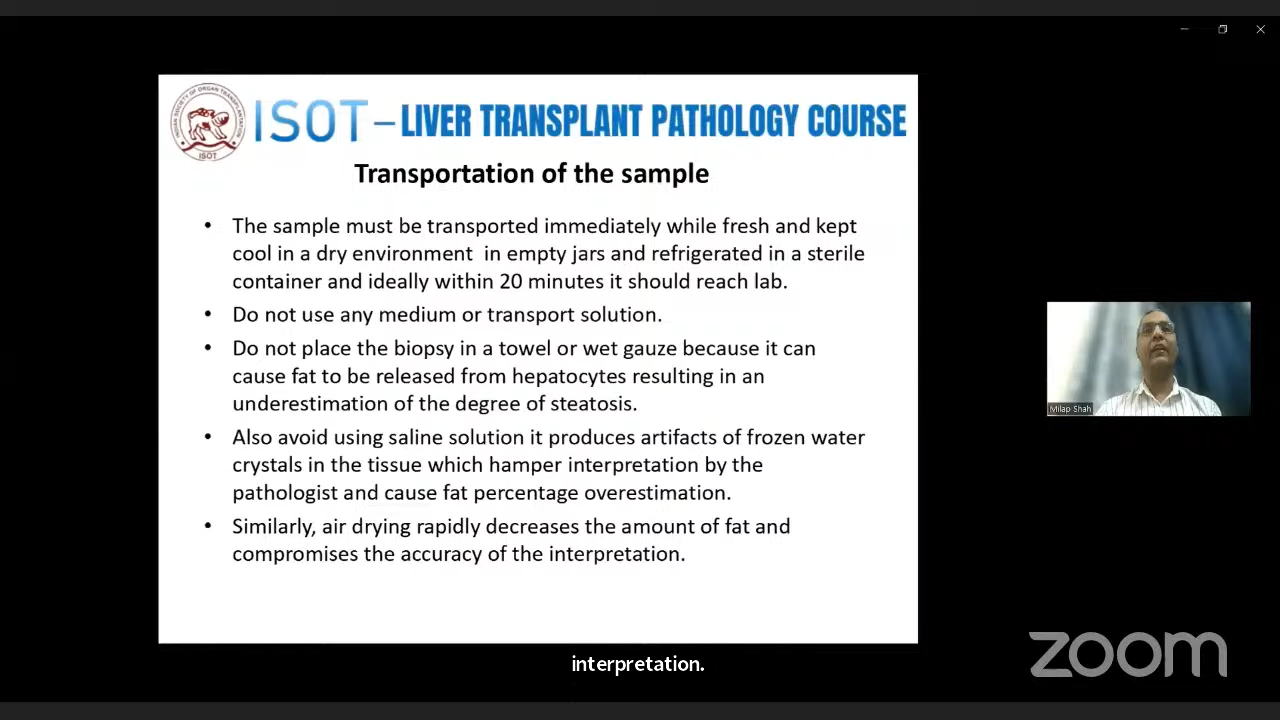 INDIAN SOCIETY OF ORGAN TRANSPLANTATION
ISOT
ISOT – LIVER TRANSPLANT PATHOLOGY COURSE
Transportation of the sample
• The sample must be transported immediately while fresh and kept
cool in a dry environment in empty jars and refrigerated in a sterile
container and ideally within 20 minutes it should reach lab.
• Do not use any medium or transport solution.
• Do not place the biopsy in a towel or wet gauze because it can
cause fat to be released from hepatocytes resulting in an
underestimation of the degree of steatosis.
• Also avoid using saline solution it produces artifacts of frozen water
crystals in the tissue which hamper interpretation by the
pathologist and cause fat percentage overestimation.
• Similarly, air drying rapidly decreases the amount of fat and
compromises the accuracy of the interpretation.
Milap Shah
interpretation.
zoom